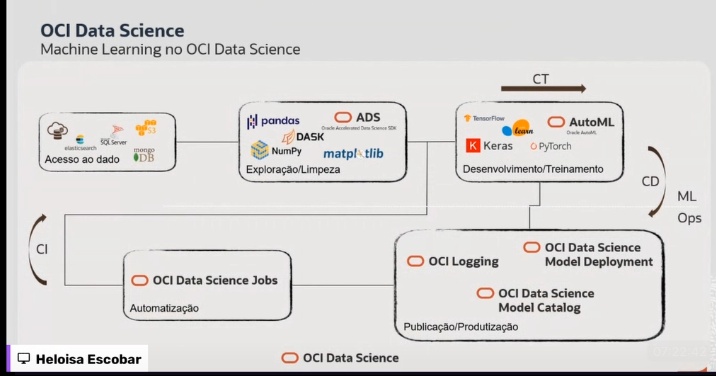 OCI Data Science
Machine Learning no OCI Data Science
CT
elasticsearch
SQL Server
S3
mongo
DB
Acesso ao dado
pandas
ADS
Oracle Accelerated Data Science SDK
DASK
NumPy
matplotlib
Exploração/Limpeza
TensorFlow
learn
AutoML
Oracle AutoML
Keras
PyTorch
Desenvolvimento/Treinamento
CD
ML
Ops
CI
OCI Data Science Jobs
Automatização
OCI Logging
OCI Data Science
Model Deployment
OCI Data Science
Model Catalog
Publicação/Produtização
Heloisa Escobar
OCI Data Science